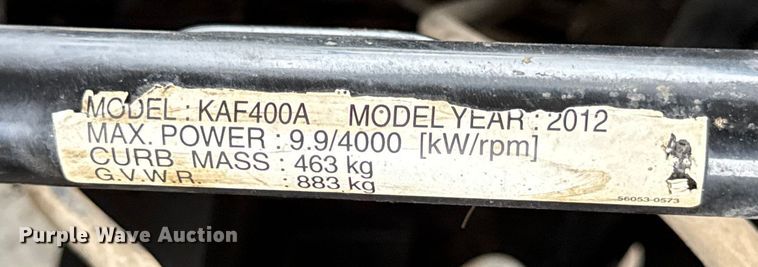 MODEL : KAF400A MODEL YEAR : 2012
MAX. POWER : 9.9/4000 [kW/rpm]
CURB MASS : 463 kg
G.V.W.R. : 883 kg
56053-0573
Purple Wave Auction